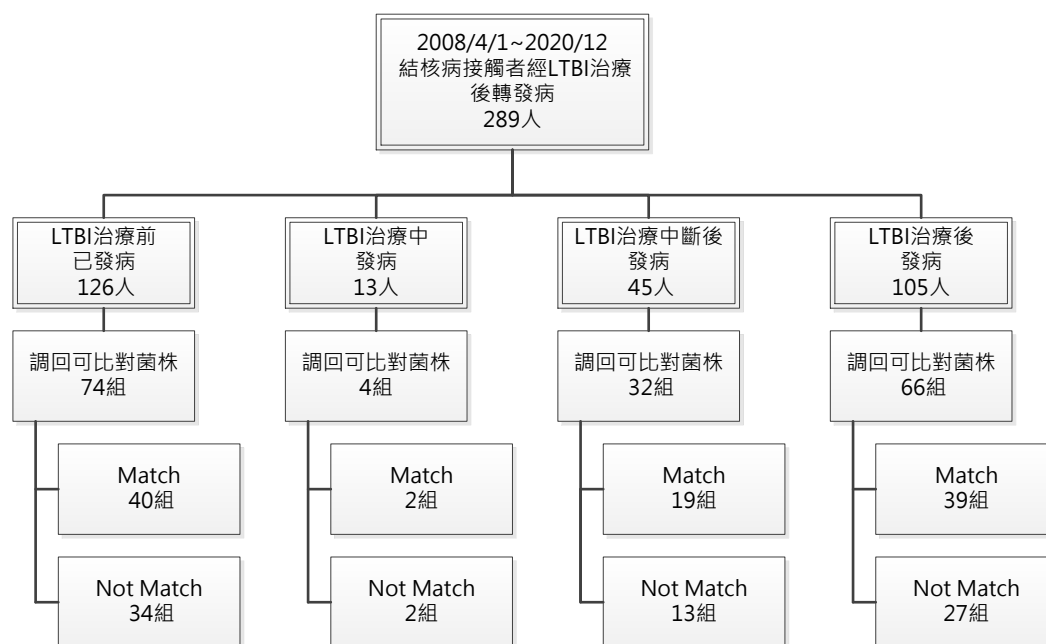 2008/4/1~2020/12
結核病接觸者經LTBI治療
後轉發病
289人
LTBI治療前
已發病
126人
LTBI治療中
發病
13人
LTBI治療中斷後
發病
45人
LTBI治療後
發病
105人
調回可比對菌株
74組
調回可比對菌株
4組
調回可比對菌株
32組
調回可比對菌株
66組
Match
40組
Match
2組
Match
19組
Match
39組
Not Match
34組
Not Match
2組
Not Match
13組
Not Match
27組